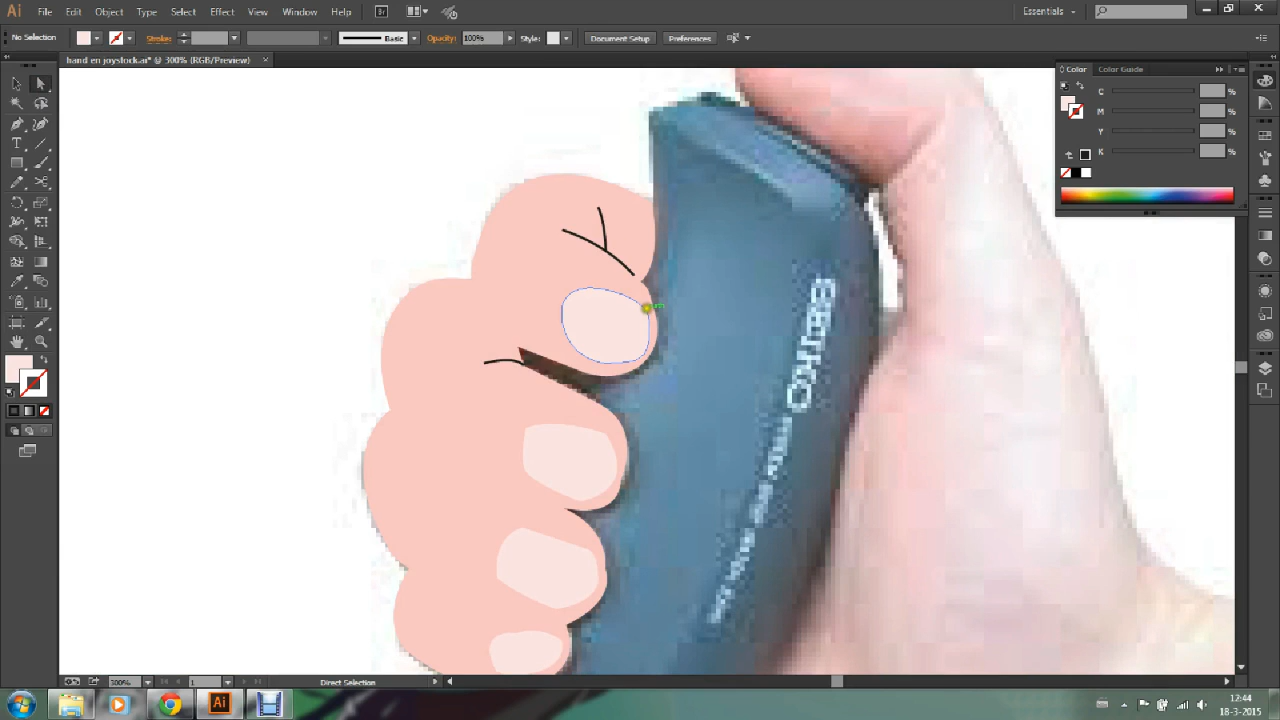 Ai File Edit Object Type Select Effect View Window Help Br Essentials
No Selection Stroke: Basic Opacity: 100% Style: Document Setup Preferences
hand en joystock.ai* @ 300% (RGB/Preview) ×
Color Color Guide
C %
M %
Y %
K %
300% 1 Direct Selection
Ai 12:44
18-3-2015